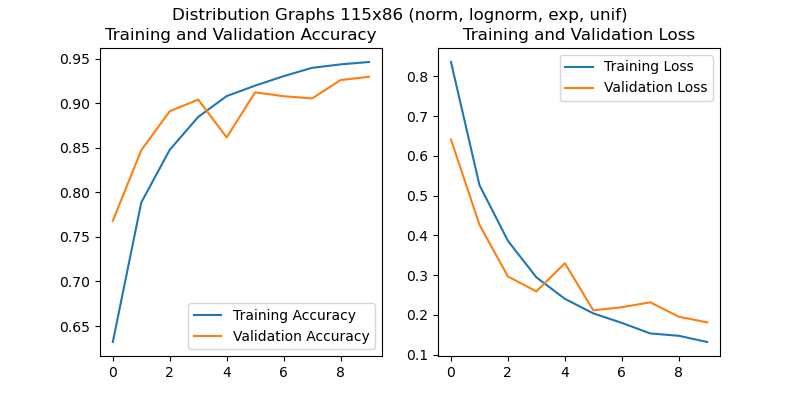 Distribution Graphs 115x86 (norm, lognorm, exp, unif)
Training and Validation Accuracy
0.95
0.90
0.85
0.80
0.75
0.70
0.65
Training Accuracy
Validation Accuracy
0 2 4 6 8
Training and Validation Loss
Training Loss
Validation Loss
0.8
0.7
0.6
0.5
0.4
0.3
0.2
0.1
0 2 4 6 8